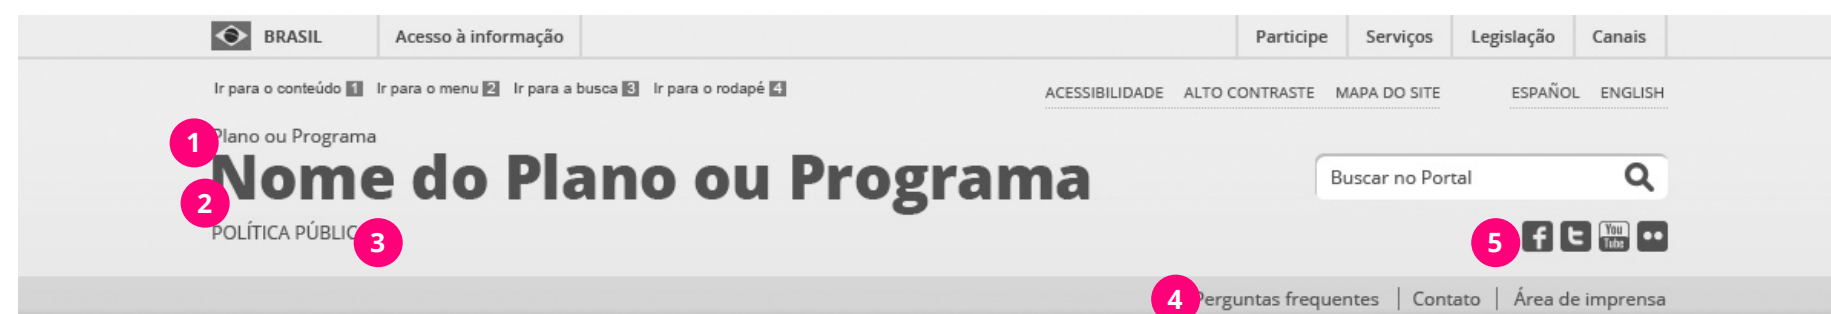 BRASIL Acesso à informação Participe Serviços Legislação Canais
Ir para o conteúdo 1 Ir para o menu 2 Ir para a busca 3 Ir para o rodapé 4 ACESSIBILIDADE ALTO CONTRASTE MAPA DO SITE ESPAÑOL ENGLISH
1 Plano ou Programa
2 Nome do Plano ou Programa
Buscar no Portal
POLÍTICA PÚBLIC 3
5 f t You Tube
4 Perguntas frequentes | Contato | Área de imprensa